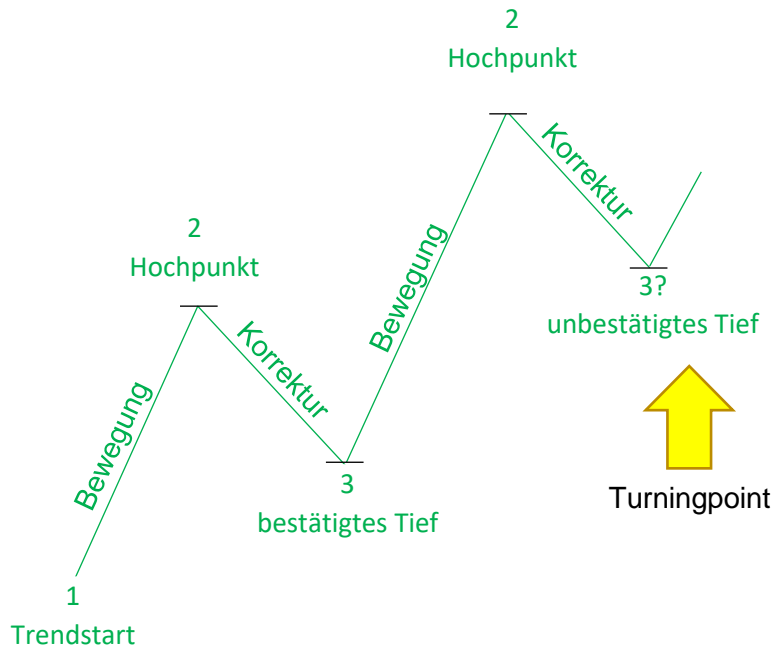 2
Hochpunkt
Korrektur
2
Hochpunkt
Bewegung
3?
unbestätigtes Tief
Korrektur
Bewegung
3
bestätigtes Tief
Turningpoint
1
Trendstart